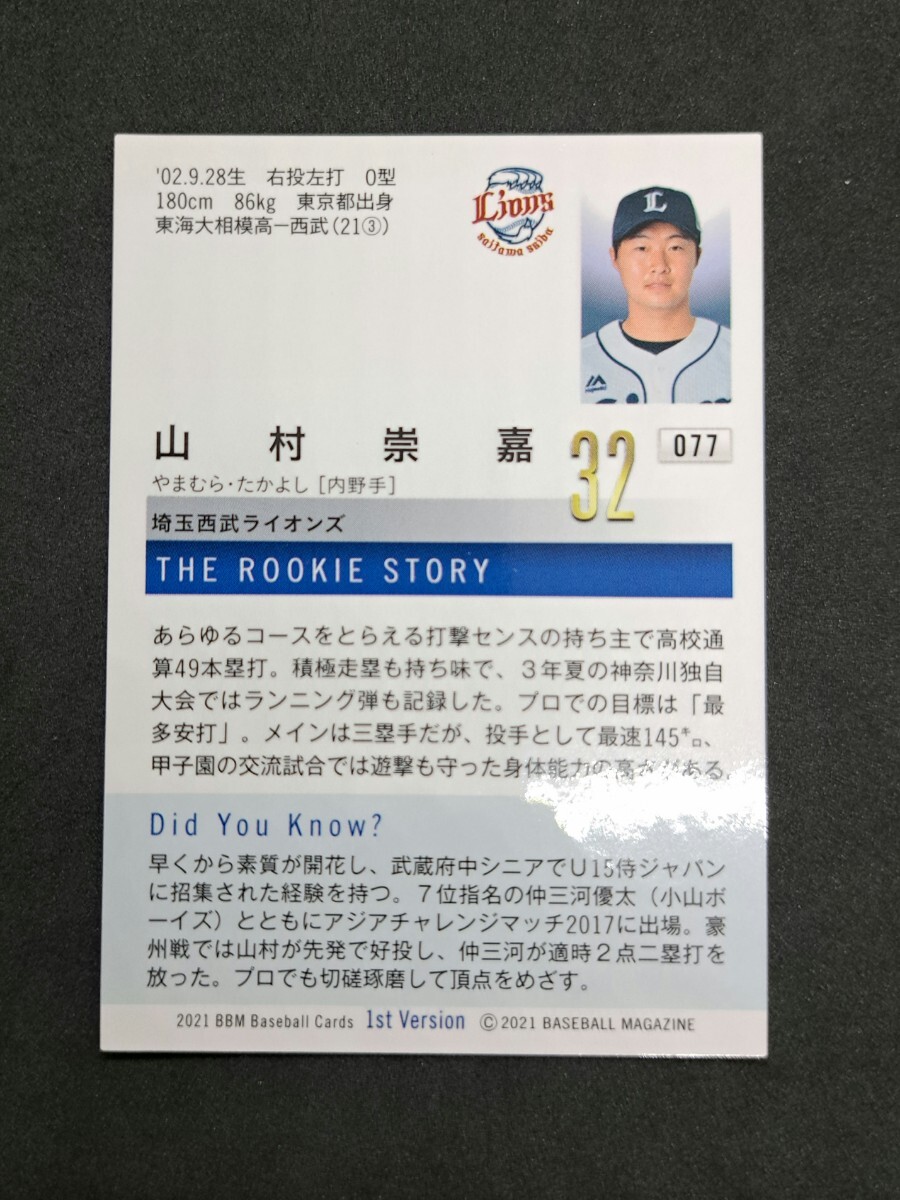 '02.9.28生 右投左打 O型
180cm 86kg 東京都出身
東海大相模高ー西武(21③)
Lions
saitama seibu
L
山村崇嘉
32
077
やまむら・たかよし[内野手]
埼玉西武ライオンズ
THE ROOKIE STORY
あらゆるコースをとらえる打撃センスの持ち主で高校通
算49本塁打。積極走塁も持ち味で、3年夏の神奈川独自
大会ではランニング弾も記録した。プロでの目標は「最
多安打」。メインは三塁手だが、投手として最速145㌔、
甲子園の交流試合では遊撃も守った身体能力の高さがある。
Did You Know?
早くから素質が開花し、武蔵府中シニアでU15侍ジャパン
に招集された経験を持つ。7位指名の仲三河優太(小山ボ
ーイズ)とともにアジアチャレンジマッチ2017に出場。豪
州戦では山村が先発で好投し、仲三河が適時2点二塁打を
放った。プロでも切磋琢磨して頂点をめざす。
2021 BBM Baseball Cards 1st Version ©2021 BASEBALL MAGAZINE